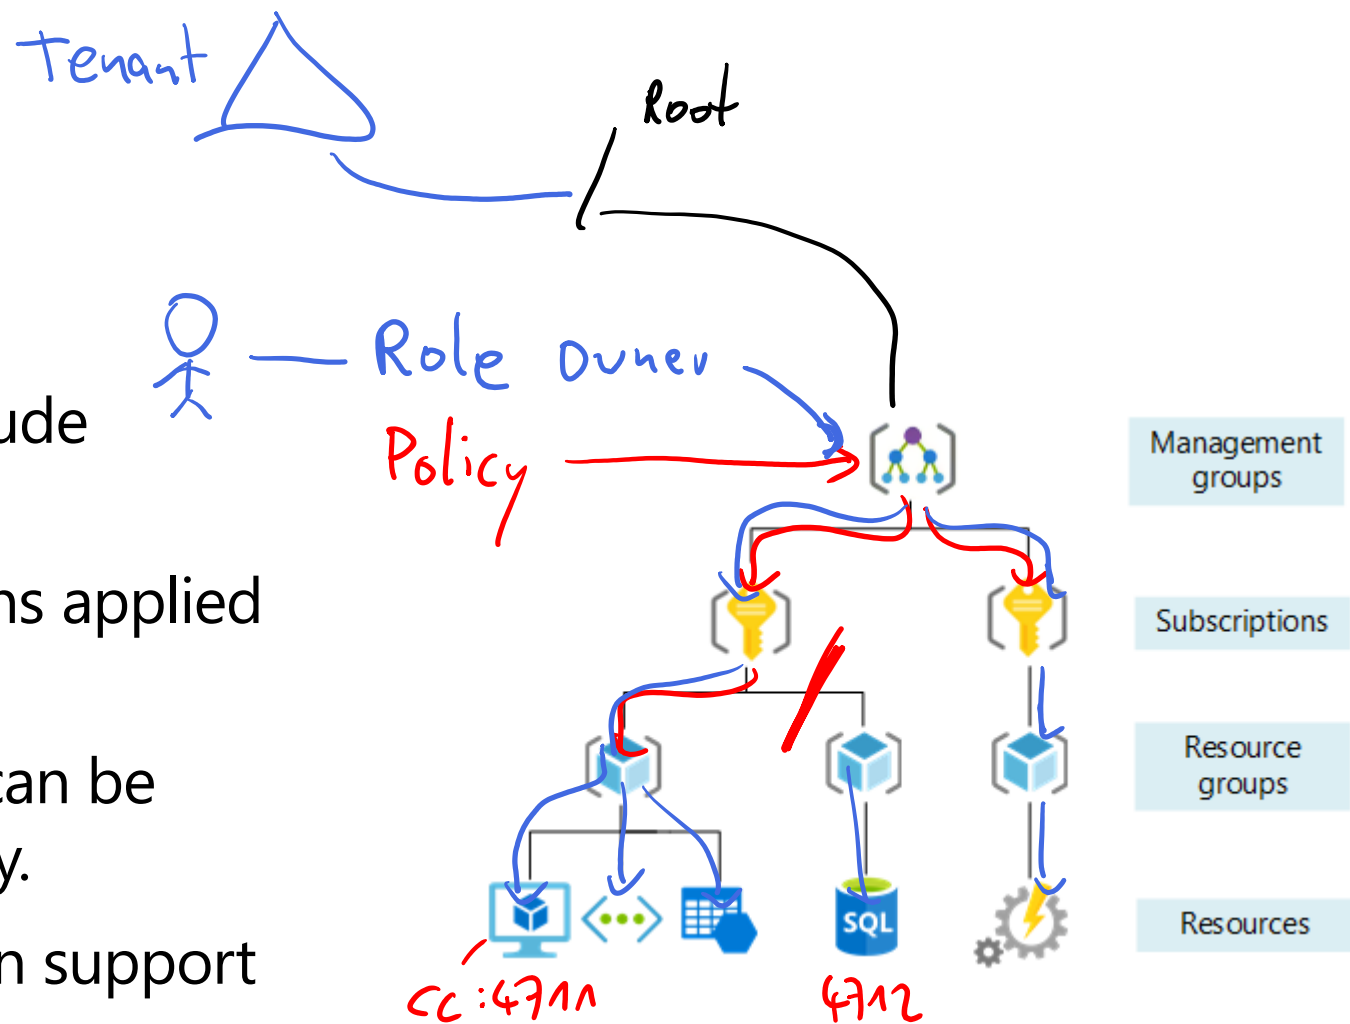 Tenant
Root
Role Owner
ude
Policy
Management
groups
ns applied
Subscriptions
can be
Resource
groups
y.
SQL
Resources
n support
cc:4711
4712